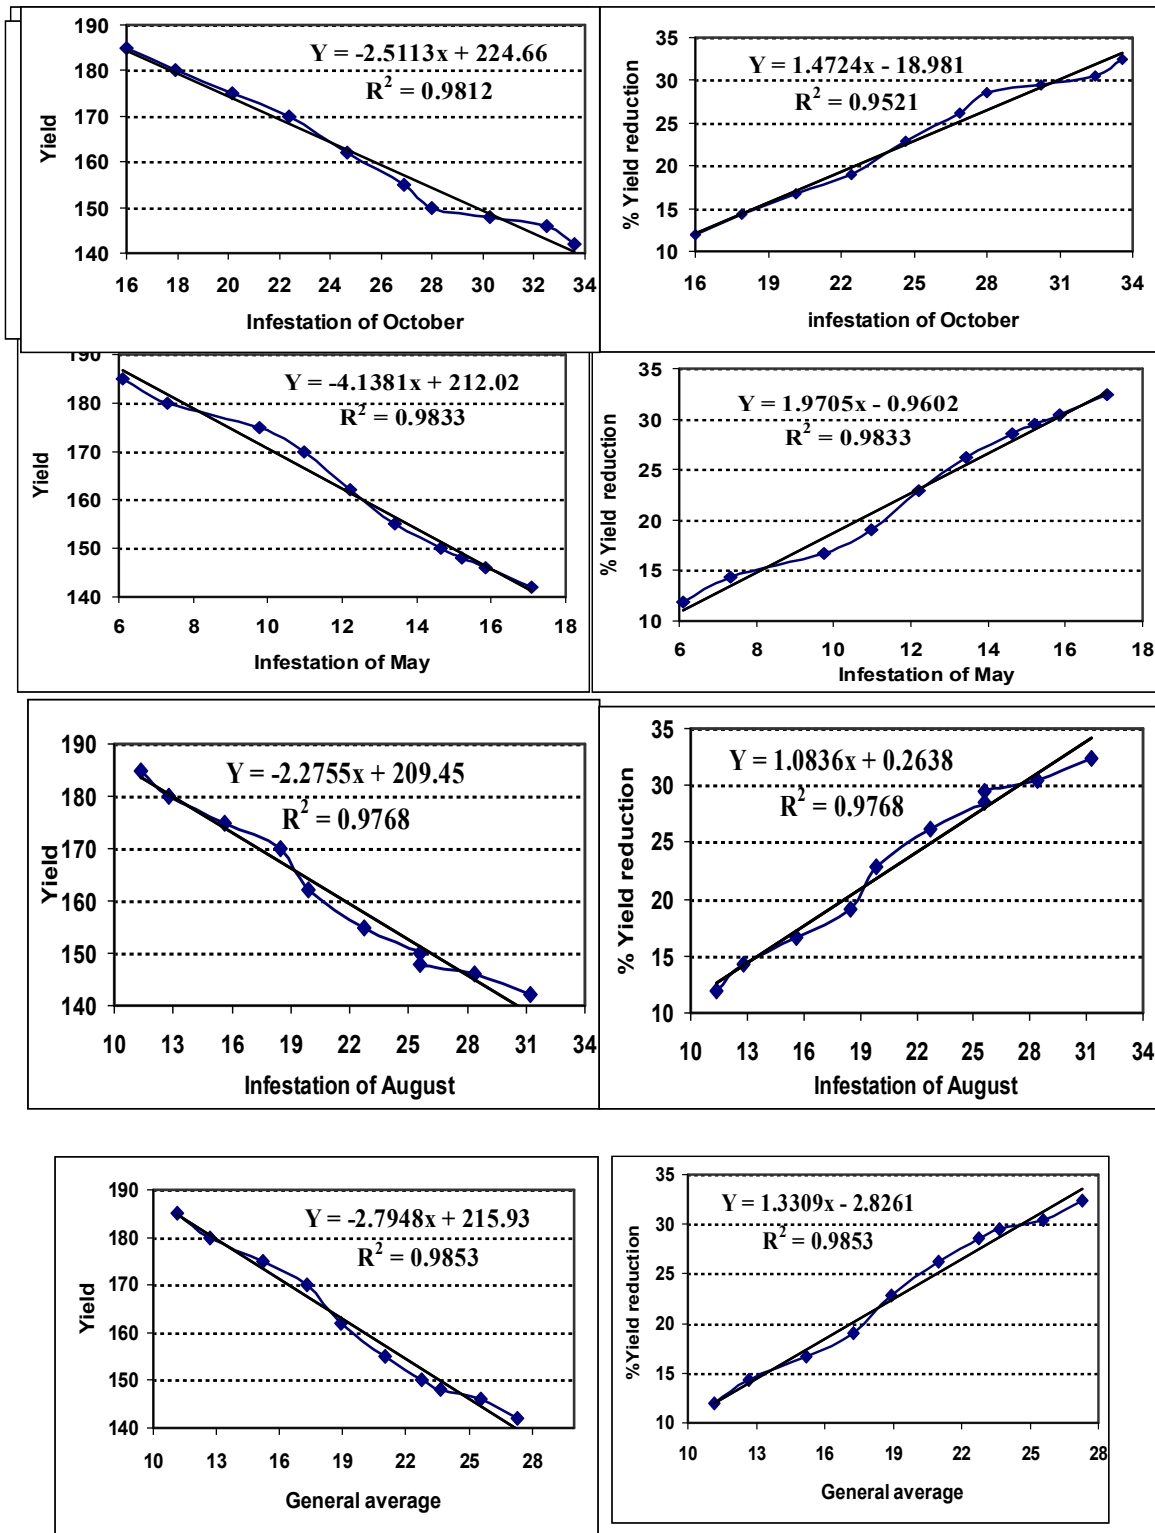 190
180
170
160
150
140
Yield
Y = -2.5113x + 224.66
R² = 0.9812
16 18 20 22 24 26 28 30 32 34
Infestation of October
35
30
25
20
15
10
% Yield reduction
Y = 1.4724x - 18.981
R² = 0.9521
16 19 22 25 28 31 34
infestation of October
190
180
170
160
150
140
Yield
Y = -4.1381x + 212.02
R² = 0.9833
6 8 10 12 14 16 18
Infestation of May
35
30
25
20
15
10
% Yield reduction
Y = 1.9705x - 0.9602
R² = 0.9833
6 8 10 12 14 16 18
Infestation of May
190
180
170
160
150
140
Yield
Y = -2.2755x + 209.45
R² = 0.9768
10 13 16 19 22 25 28 31 34
Infestation of August
35
30
25
20
15
10
% Yield reduction
Y = 1.0836x + 0.2638
R² = 0.9768
10 13 16 19 22 25 28 31 34
Infestation of August
190
180
170
160
150
140
Yield
Y = -2.7948x + 215.93
R² = 0.9853
10 13 16 19 22 25 28
General average
35
30
25
20
15
10
%Yield reduction
Y = 1.3309x - 2.8261
R² = 0.9853
10 13 16 19 22 25 28
General average